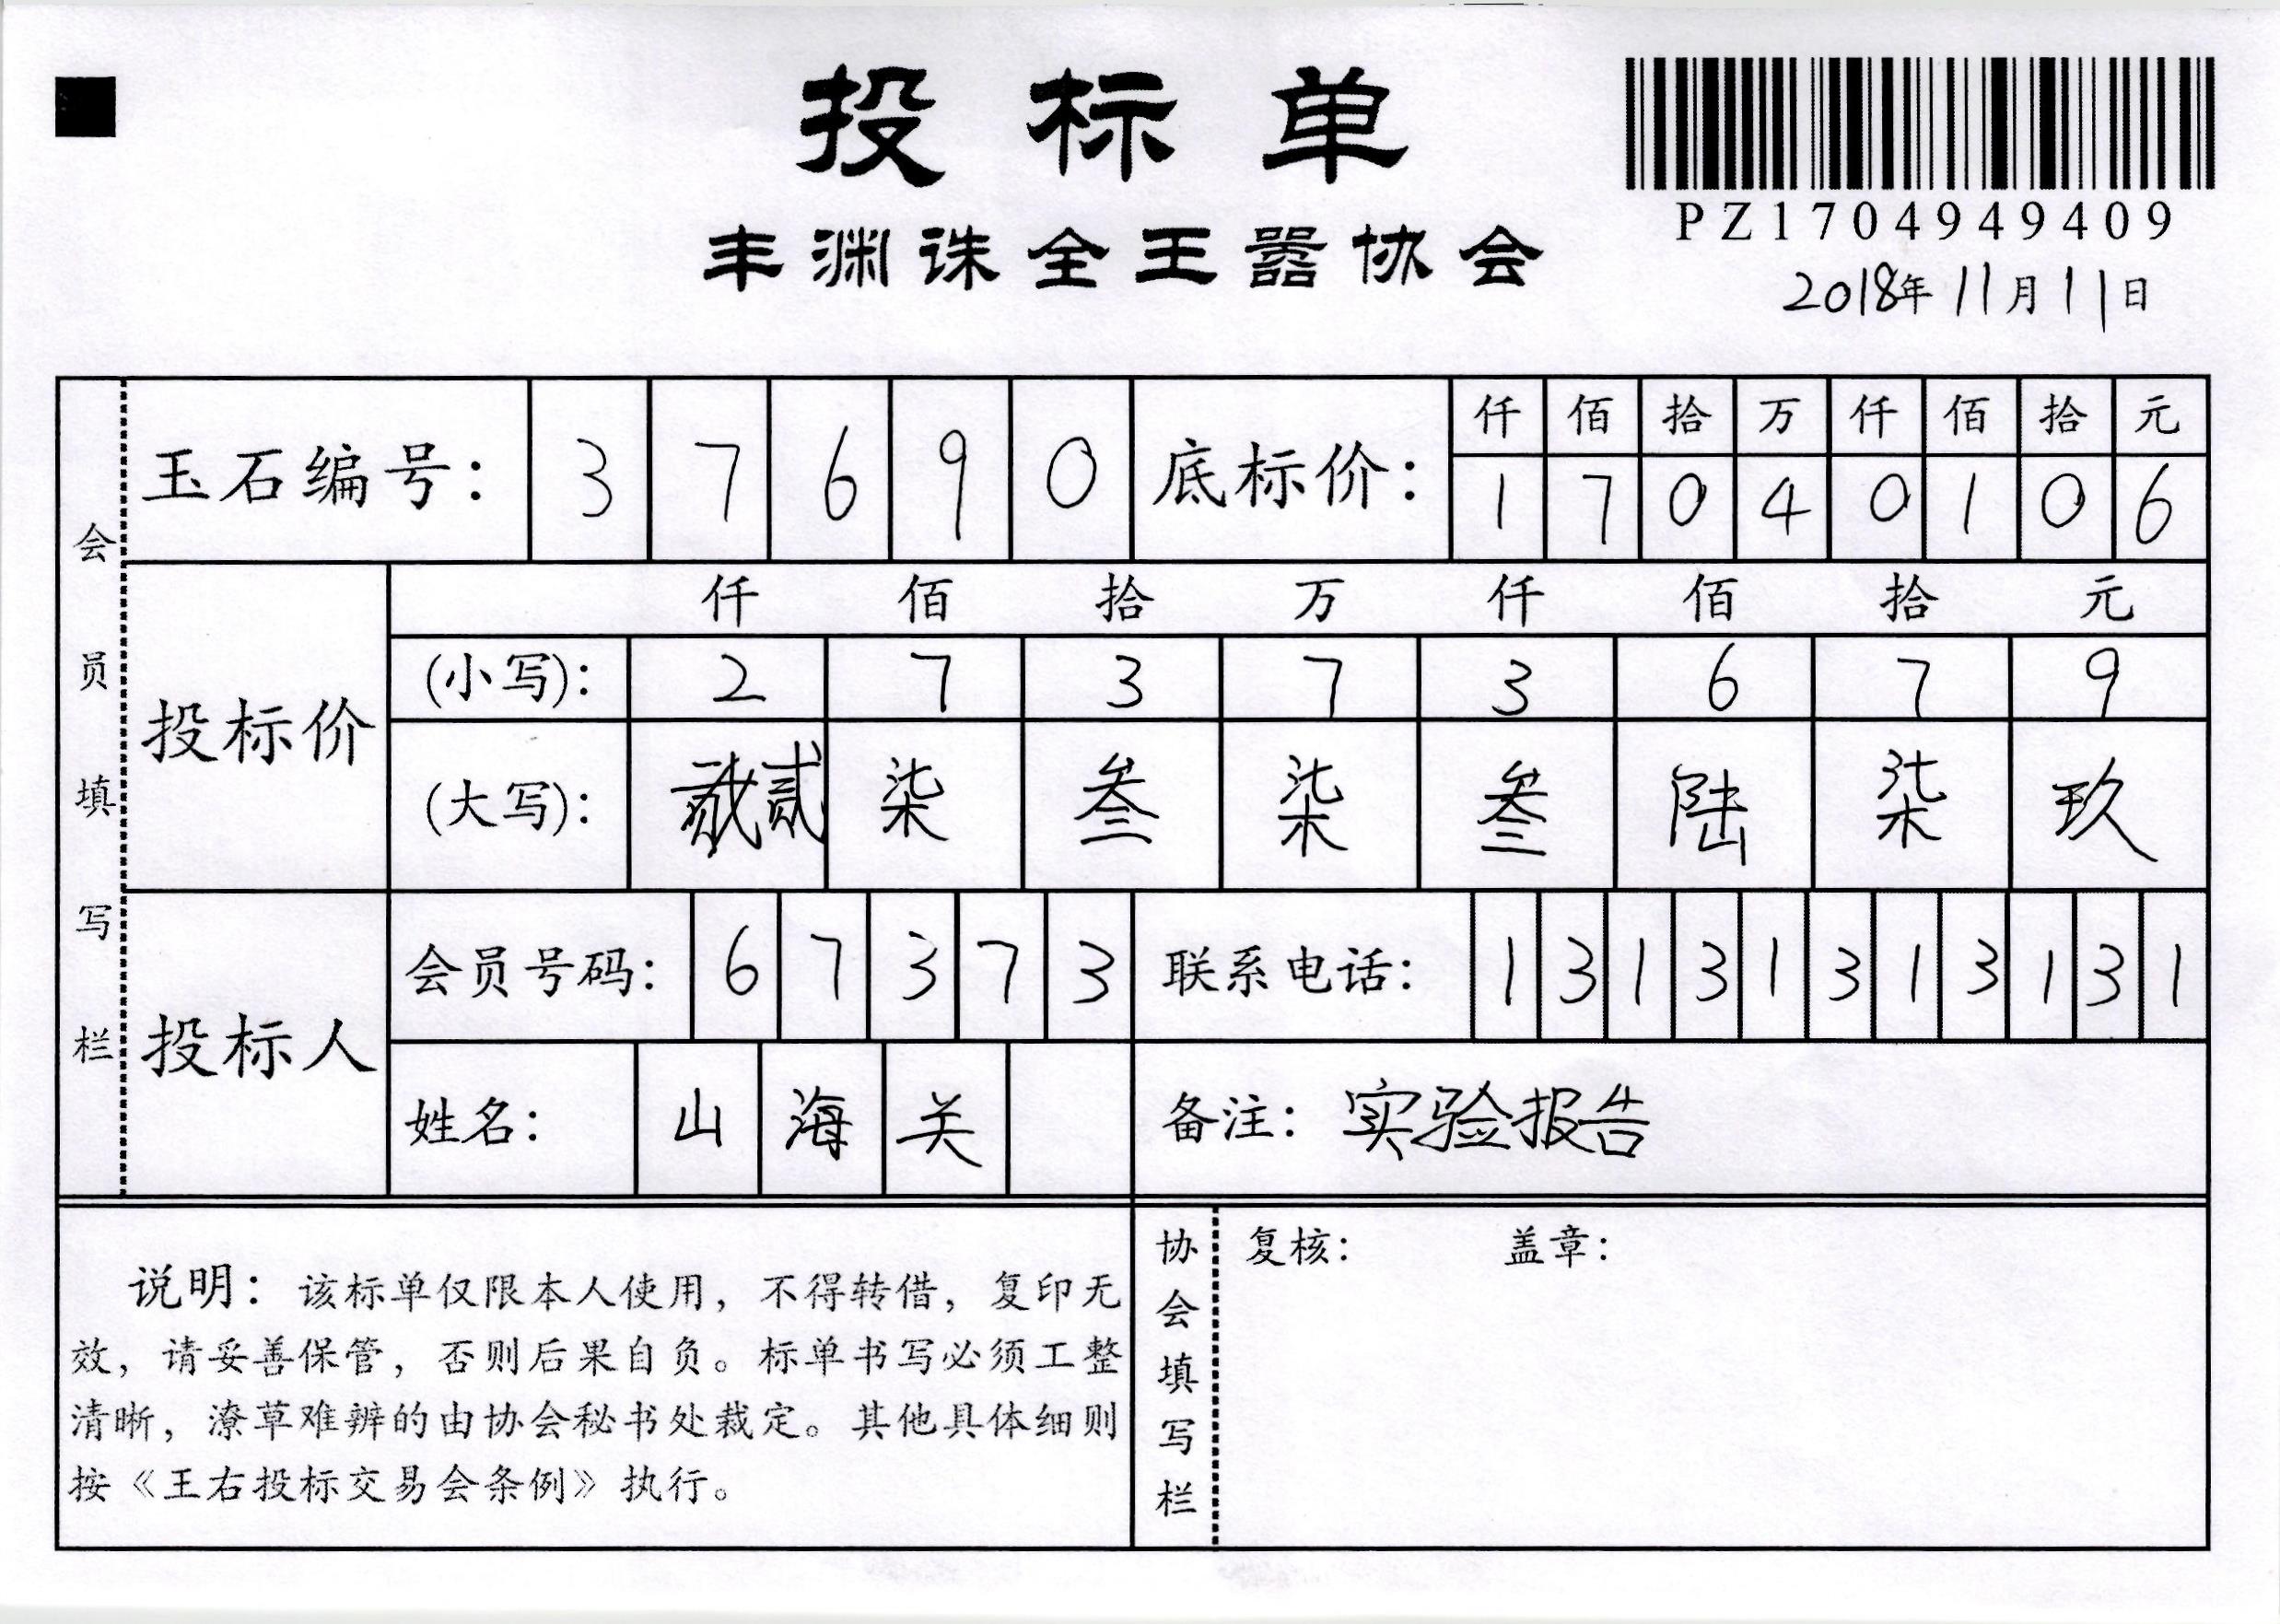 投标单
丰渊诛全王嚣协会
PZ1704949409
2018年11月11日
玉石编号: 3 7 6 9 0 底标价: 仟 佰 拾 万 仟 佰 拾 元
1 7 0 4 0 1 0 6
仟 佰 拾 万 仟 佰 拾 元
投标价 (小写): 2 7 3 7 3 6 7 9
(大写): 贰 柒 叁 柒 叁 陆 柒 玖
投标人 会员号码: 6 7 3 7 3 联系电话: 1 3 1 3 1 3 1 3 1 3 1
姓名: 山 海 关 备注: 实验报告
会员填写栏
说明:该标单仅限本人使用,不得转借,复印无
效,请妥善保管,否则后果自负。标单书写必须工整
清晰,潦草难辨的由协会秘书处裁定。其他具体细则
按《王右投标交易会条例》执行。
协会填写栏
复核: 盖章: